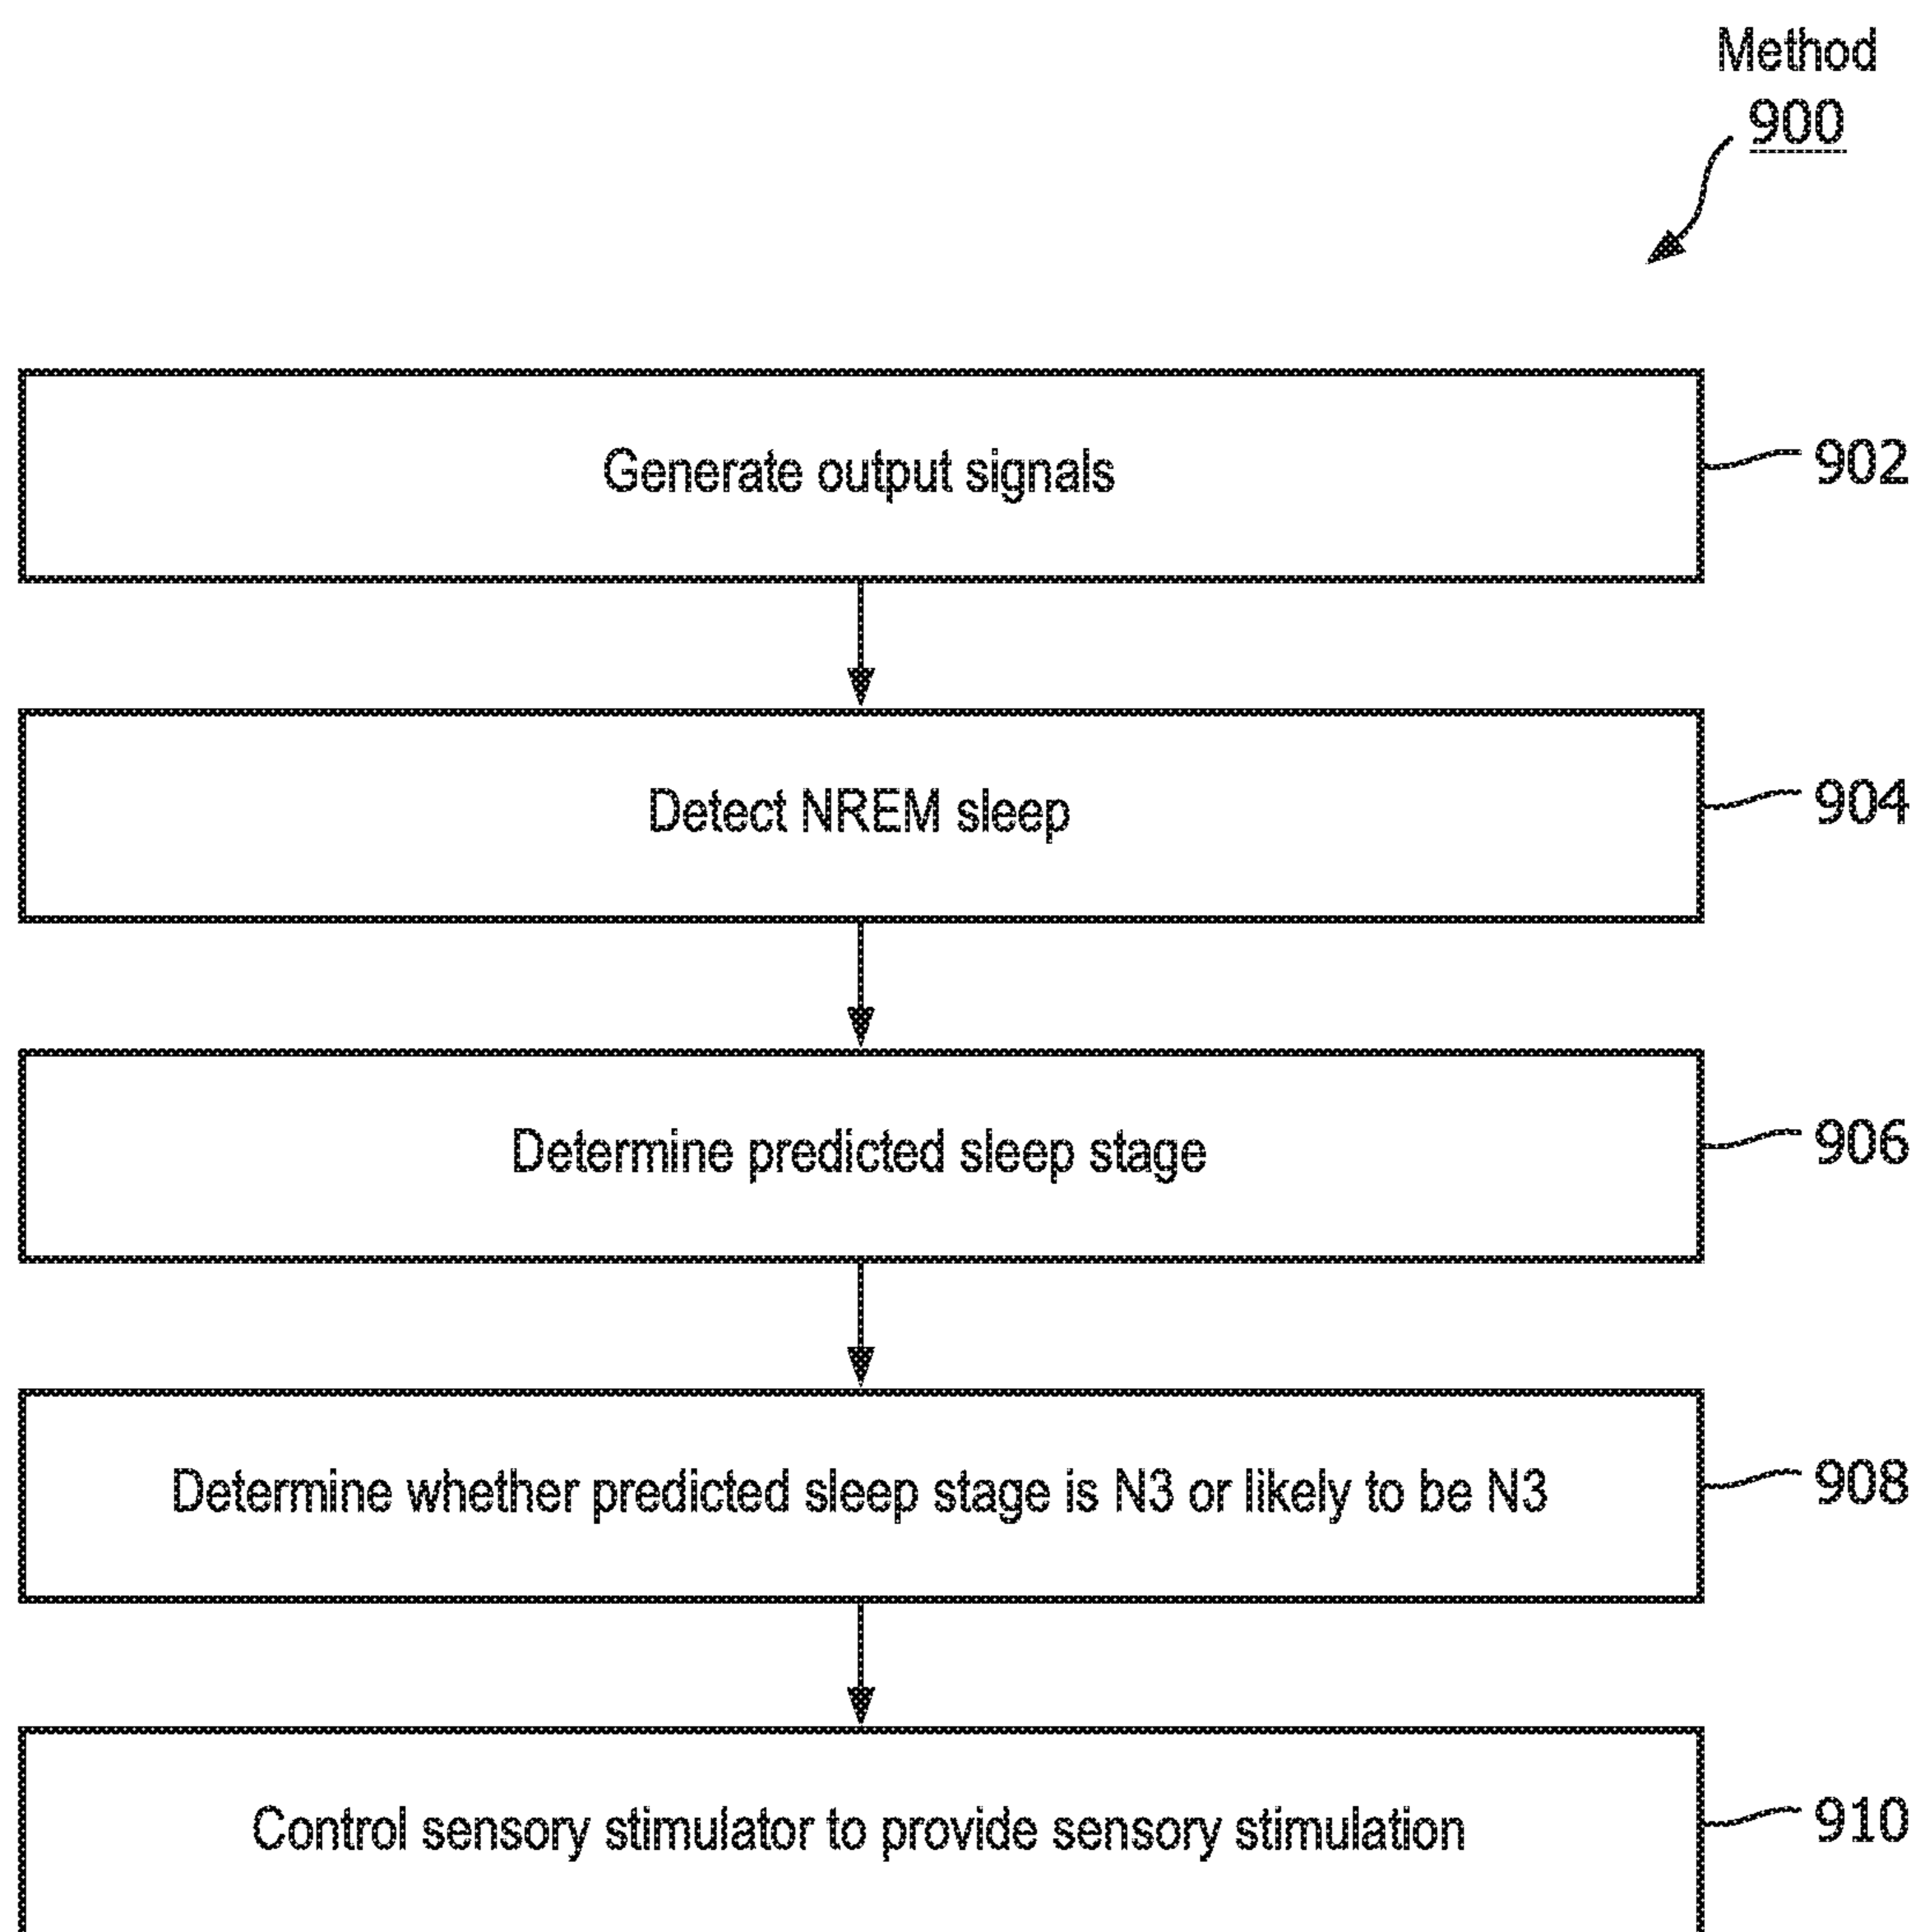 Method
900
Generate output signals
902
Detect NREM sleep
904
Determine predicted sleep stage
906
Determine whether predicted sleep stage is N3 or likely to be N3
908
Control sensory stimulator to provide sensory stimulation
910